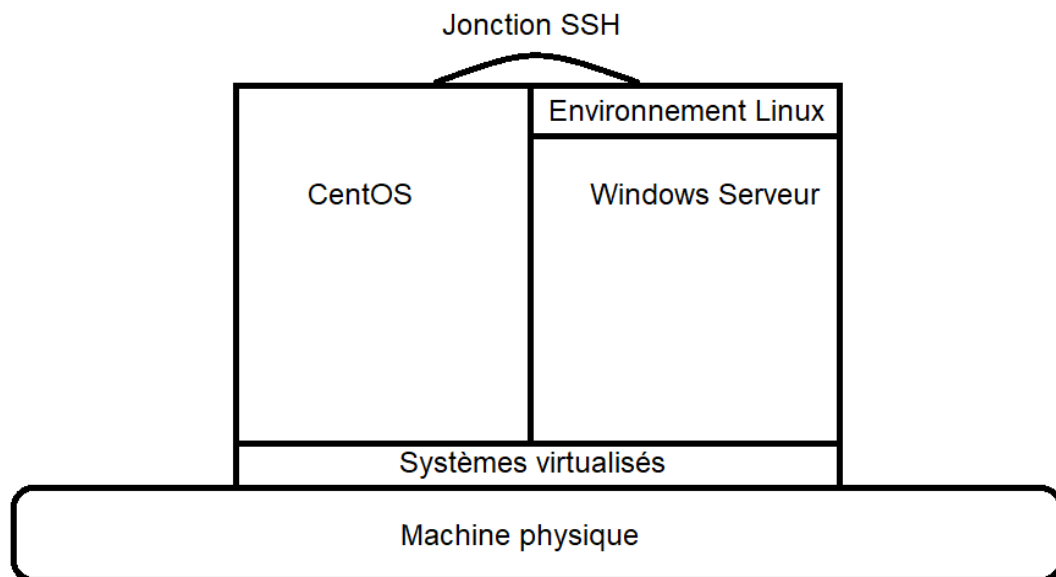 Jonction SSH
Environnement Linux
CentOS
Windows Serveur
Systèmes virtualisés
Machine physique